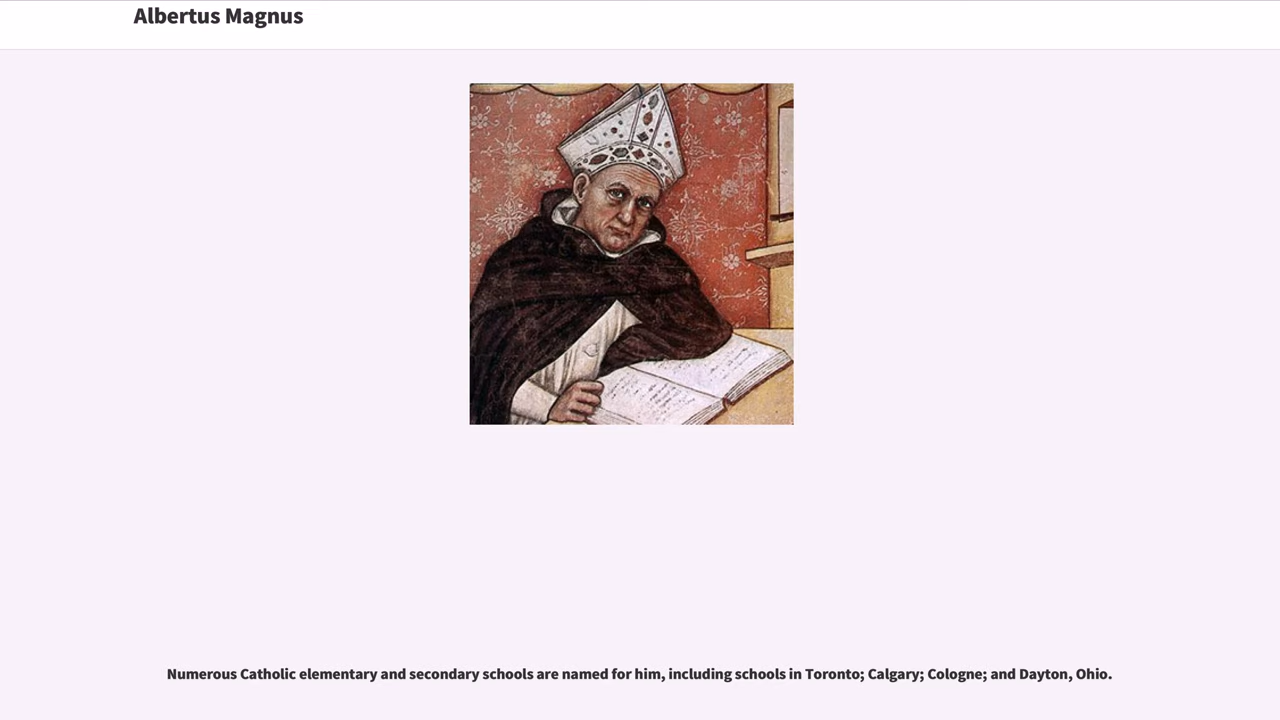 Albertus Magnus
Numerous Catholic elementary and secondary schools are named for him, including schools in Toronto; Calgary; Cologne; and Dayton, Ohio.